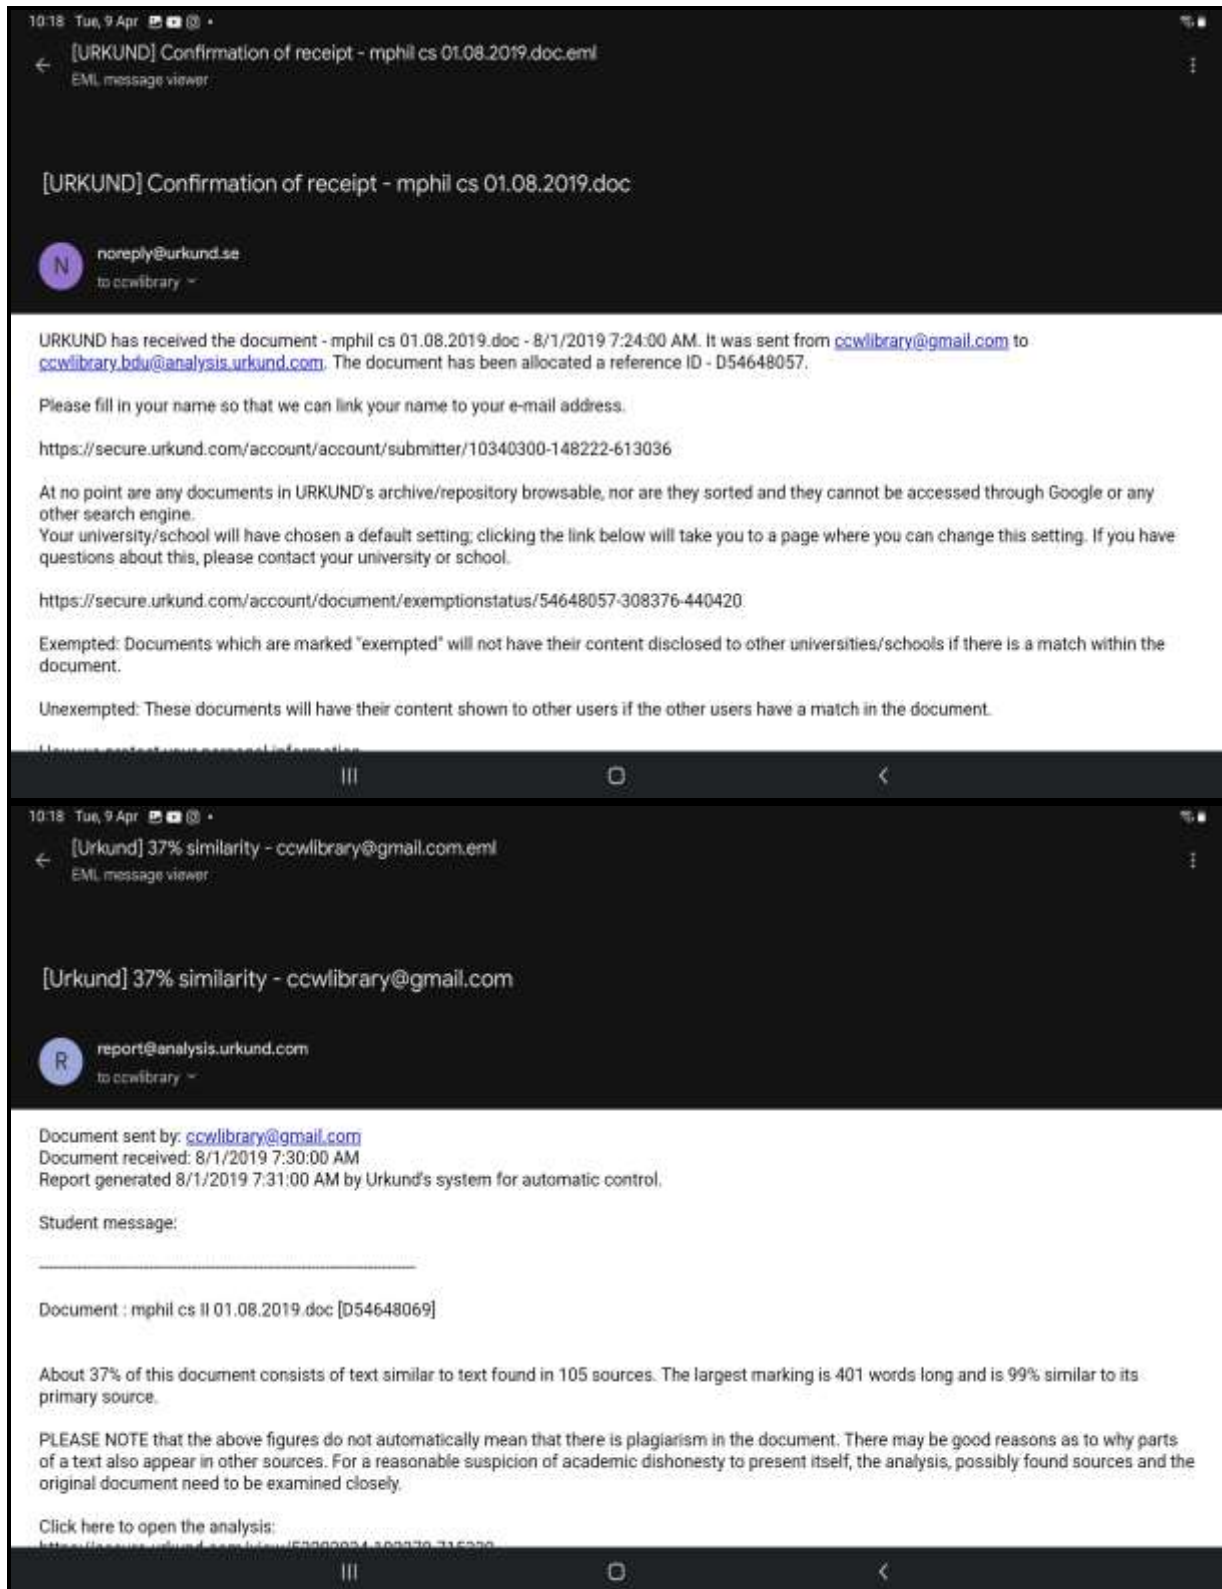 10:18 Tue, 9 Apr
[URKUND] Confirmation of receipt - mphil cs 01.08.2019.doc.eml
EML message viewer
[URKUND] Confirmation of receipt - mphil cs 01.08.2019.doc
N
noreply@urkund.se
to ccwlibrary
URKUND has received the document - mphil cs 01.08.2019.doc - 8/1/2019 7:24:00 AM. It was sent from ccwlibrary@gmail.com to
ccwlibrary.bdu@analysis.urkund.com. The document has been allocated a reference ID - D54648057.
Please fill in your name so that we can link your name to your e-mail address.
https://secure.urkund.com/account/account/submitter/10340300-148222-613036
At no point are any documents in URKUND's archive/repository browsable, nor are they sorted and they cannot be accessed through Google or any
other search engine.
Your university/school will have chosen a default setting; clicking the link below will take you to a page where you can change this setting. If you have
questions about this, please contact your university or school.
https://secure.urkund.com/account/document/exemptionstatus/54648057-308376-440420
Exempted: Documents which are marked "exempted" will not have their content disclosed to other universities/schools if there is a match within the
document.
Unexempted: These documents will have their content shown to other users if the other users have a match in the document.
How we protect your personal information
10:18 Tue, 9 Apr
[Urkund] 37% similarity - ccwlibrary@gmail.com.eml
EML message viewer
[Urkund] 37% similarity - ccwlibrary@gmail.com
R
report@analysis.urkund.com
to ccwlibrary
Document sent by: ccwlibrary@gmail.com
Document received: 8/1/2019 7:30:00 AM
Report generated 8/1/2019 7:31:00 AM by Urkund's system for automatic control.
Student message:
Document : mphil cs II 01.08.2019.doc [D54648069]
About 37% of this document consists of text similar to text found in 105 sources. The largest marking is 401 words long and is 99% similar to its
primary source.
PLEASE NOTE that the above figures do not automatically mean that there is plagiarism in the document. There may be good reasons as to why parts
of a text also appear in other sources. For a reasonable suspicion of academic dishonesty to present itself, the analysis, possibly found sources and the
original document need to be examined closely.
Click here to open the analysis: